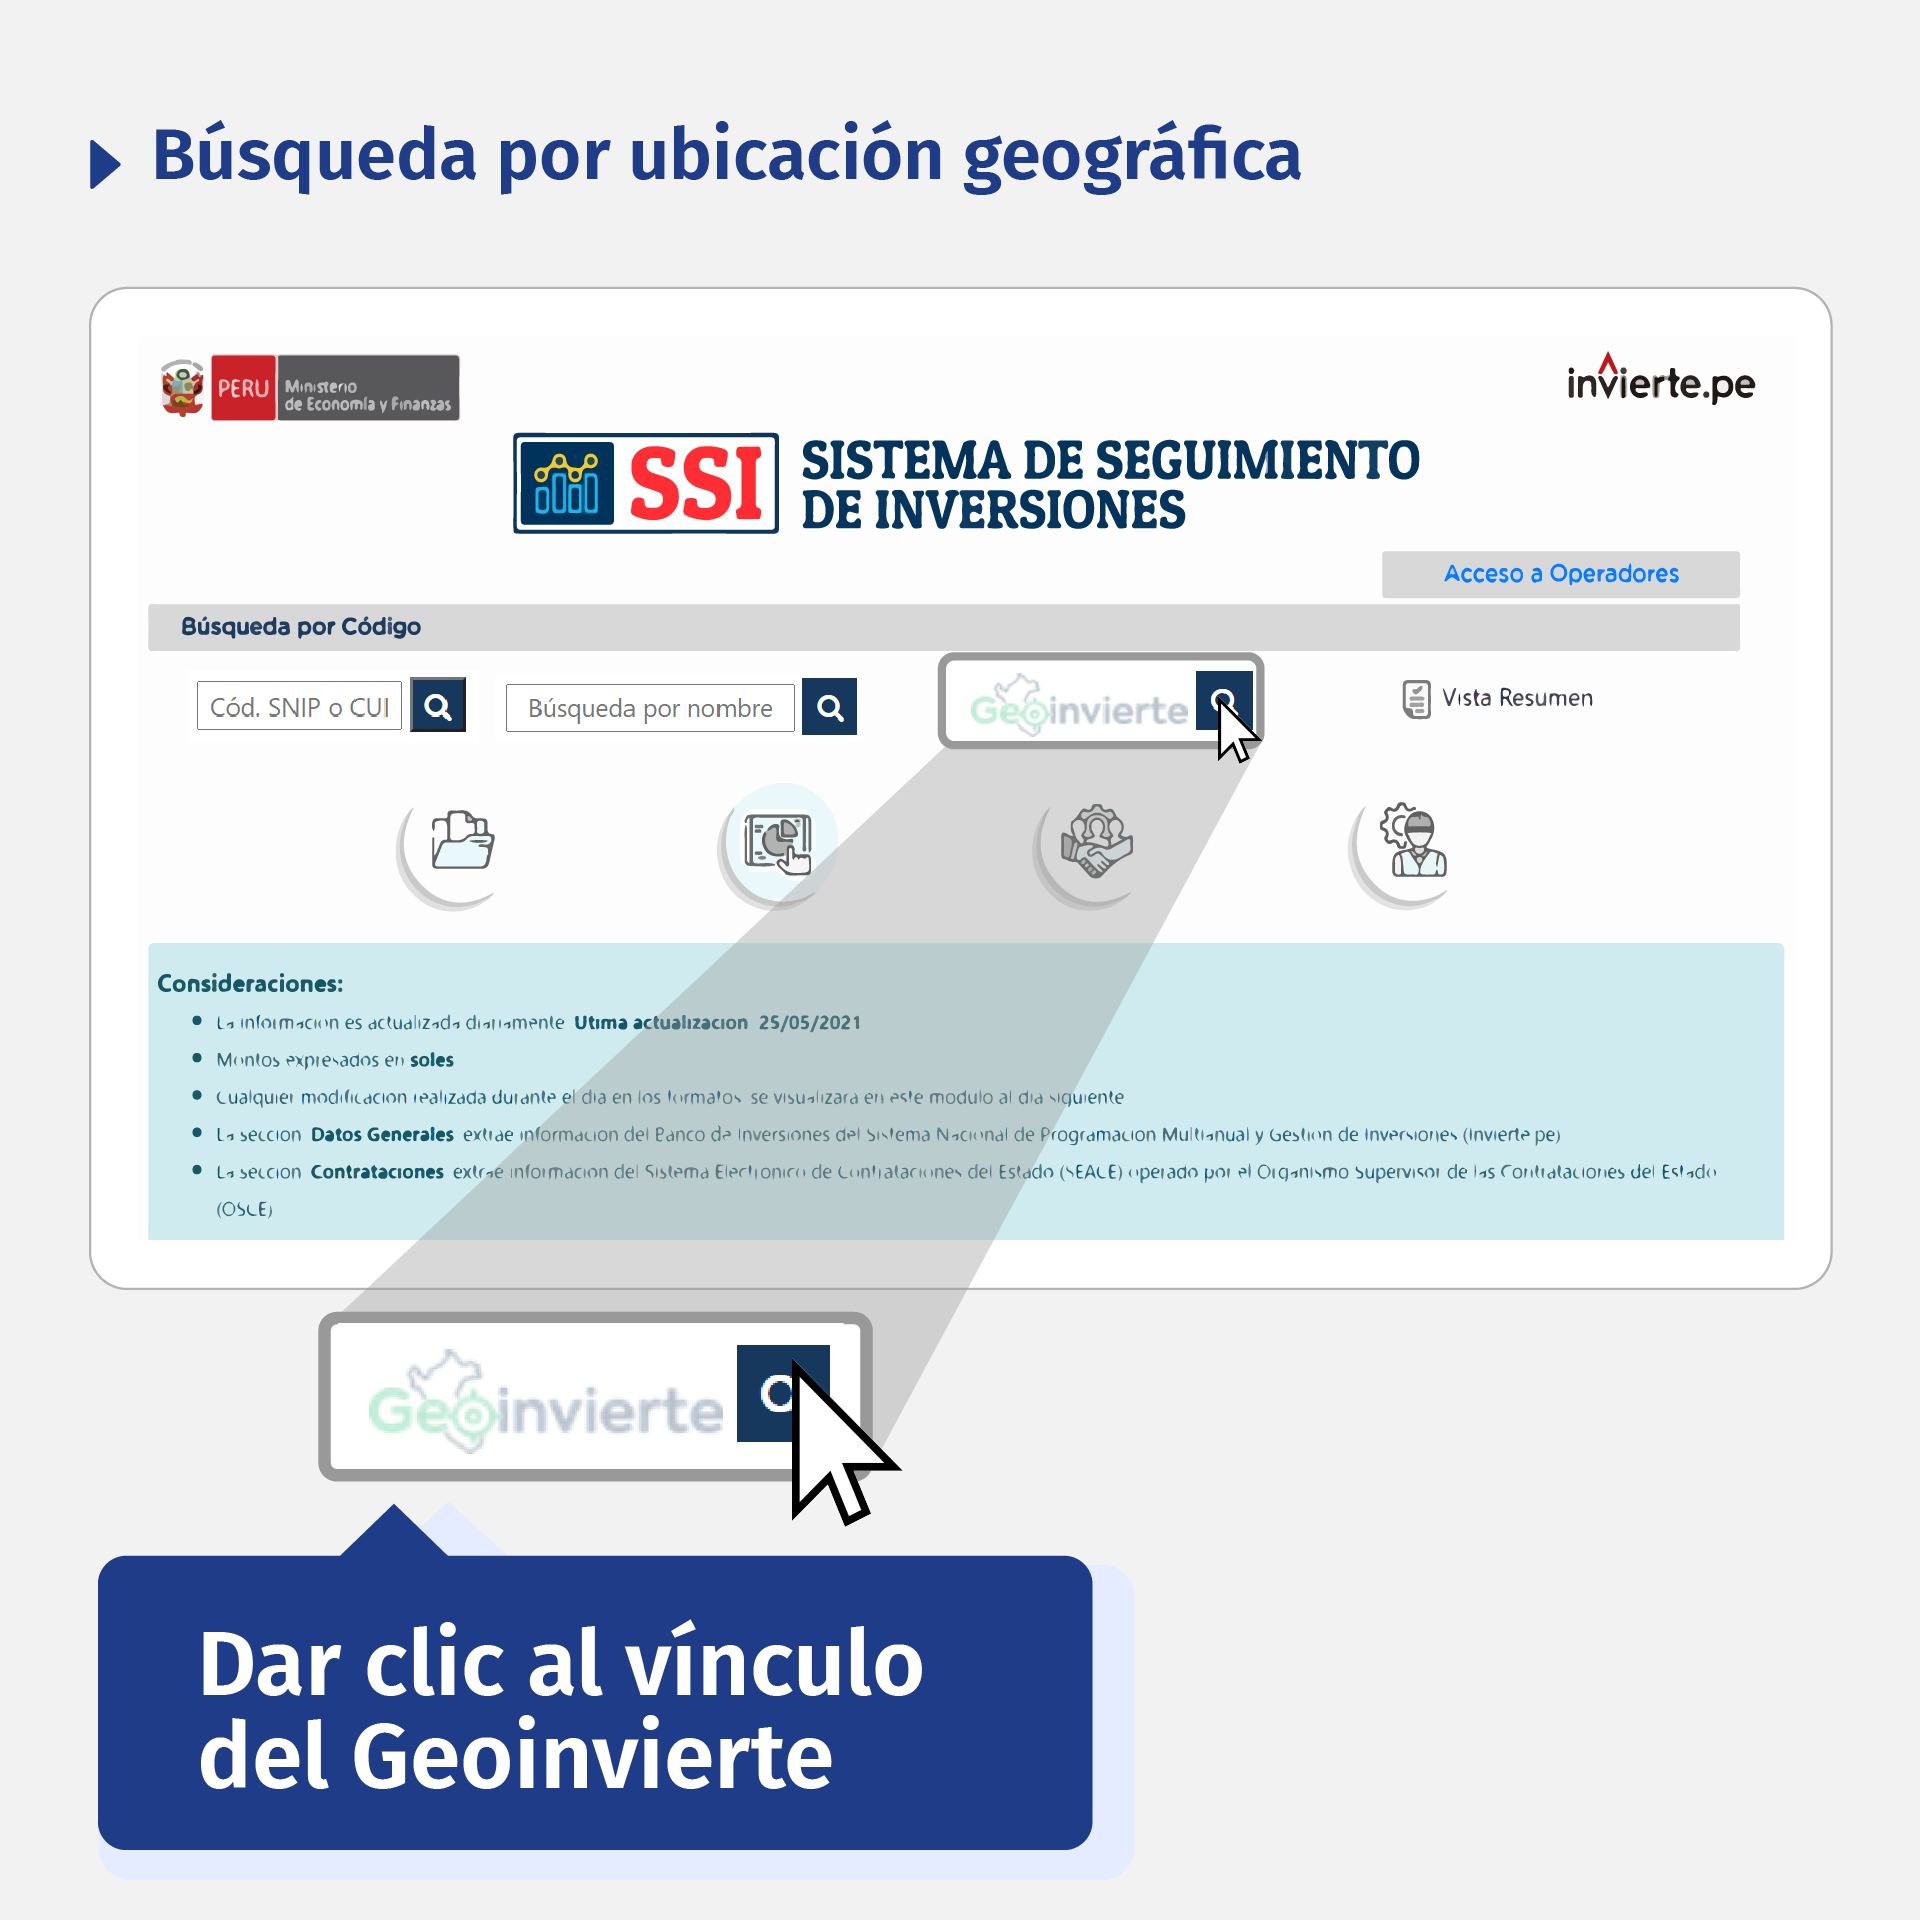 Búsqueda por ubicación geográfica
PERU Ministerio
de Economía y Finanzas
invierte.pe
SSI SISTEMA DE SEGUIMIENTO
DE INVERSIONES
Acceso a Operadores
Búsqueda por Código
Cód. SNIP o CUI
Búsqueda por nombre
Geoinvierte
Vista Resumen
Consideraciones:
La informacion es actualizada diariamente Utima actualizacion 25/05/2021
Montos expresados en soles
Cualquier modificacion realizada durante el dia en los formatos se visualizara en este modulo al dia siguiente
La seccion Datos Generales extrae informacion del Banco de Inversiones del Sistema Nacional de Programacion Multianual y Gestion de Inversiones (Invierte pe)
La seccion Contrataciones extrae informacion del Sistema Electronico de Contrataciones del Estado (SEACE) operado por el Organismo Supervisor de las Contrataciones del Estado
(OSCE)
Geoinvierte
Dar clic al vínculo
del Geoinvierte